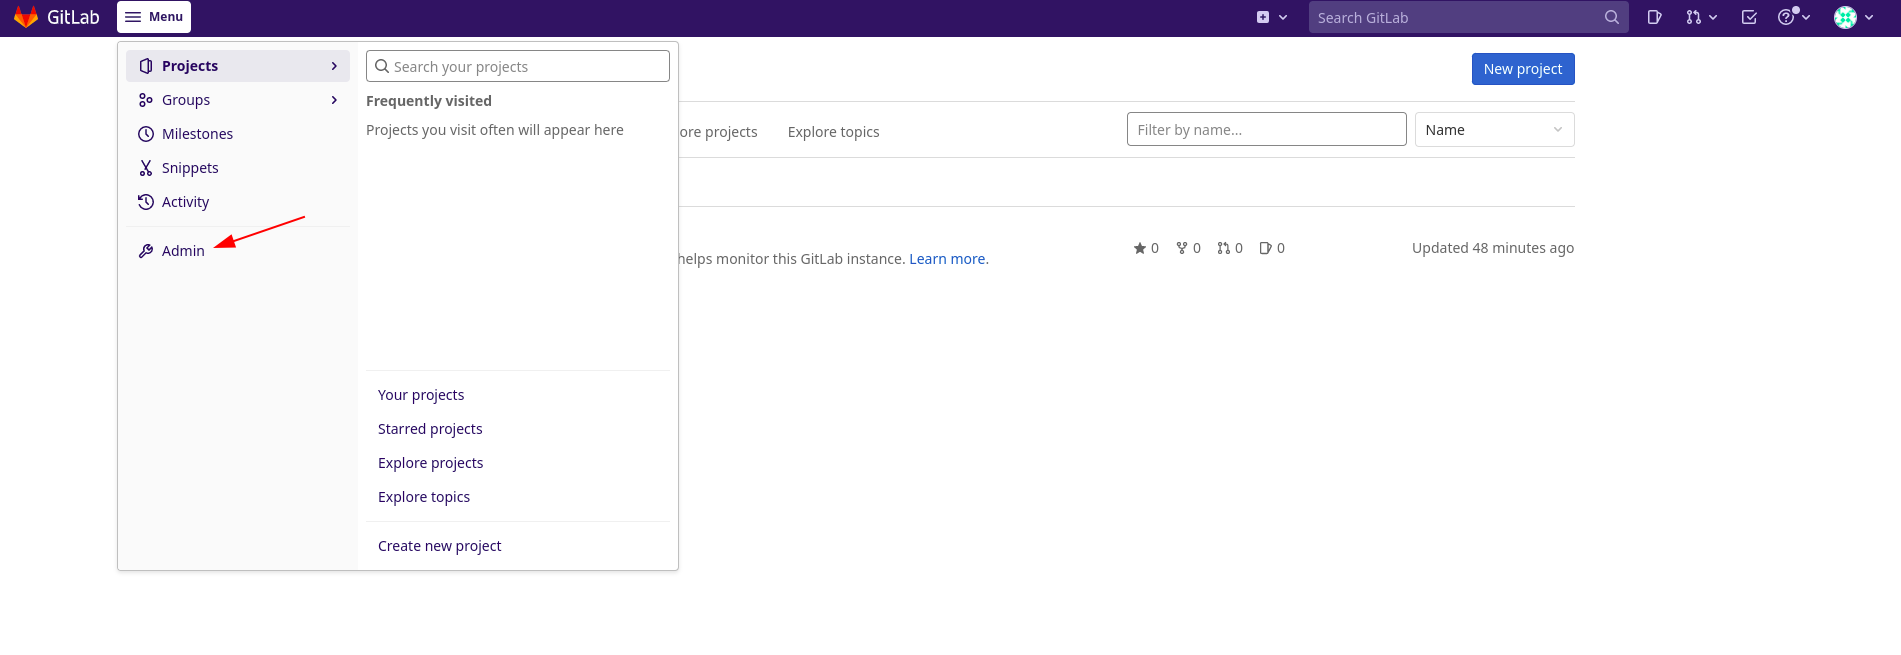 GitLab
Menu
Search GitLab
Projects
Groups
Milestones
Snippets
Activity
Admin
Search your projects
Frequently visited
Projects you visit often will appear here
Your projects
Starred projects
Explore projects
Explore topics
Create new project
New project
projects
Explore topics
Filter by name...
Name
helps monitor this GitLab instance. Learn more.
0 0 0 0
Updated 48 minutes ago